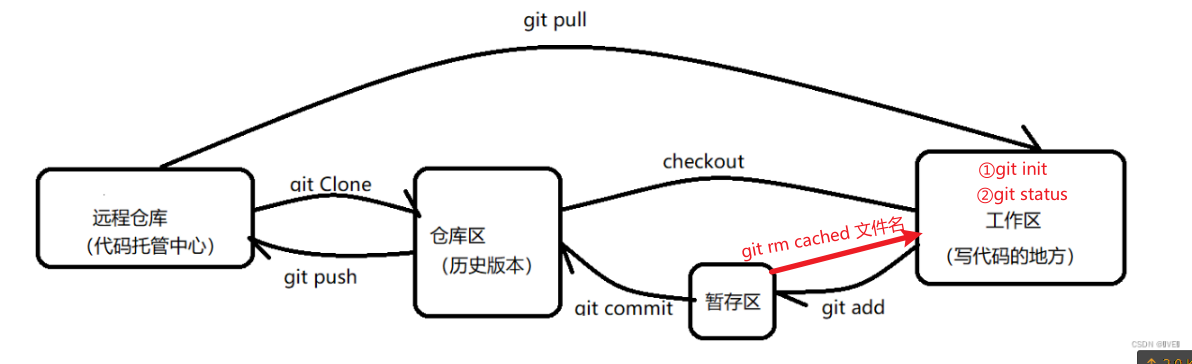 git pull
远程仓库
（代码托管中心）
git Clone
git push
仓库区
（历史版本）
checkout
git commit
暂存区
git rm cached 文件名
git add
①git init
②git status
工作区
（写代码的地方）